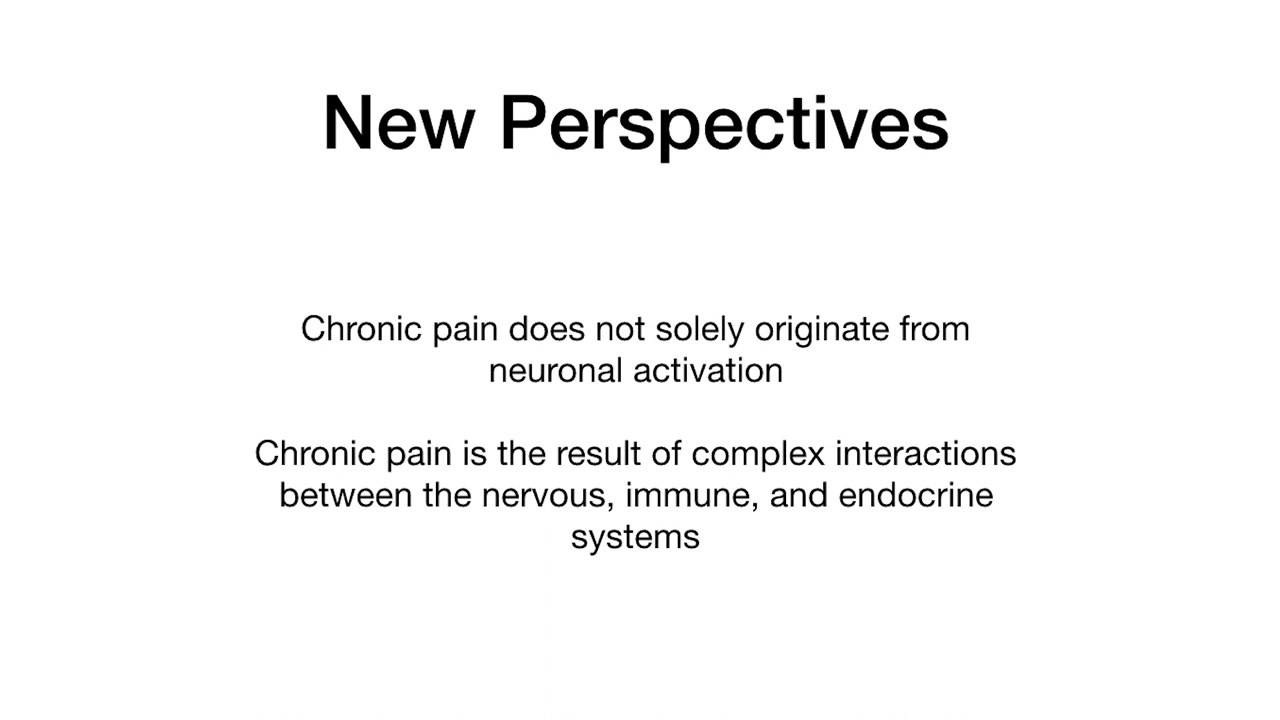 New Perspectives
Chronic pain does not solely originate from
neuronal activation
Chronic pain is the result of complex interactions
between the nervous, immune, and endocrine
systems